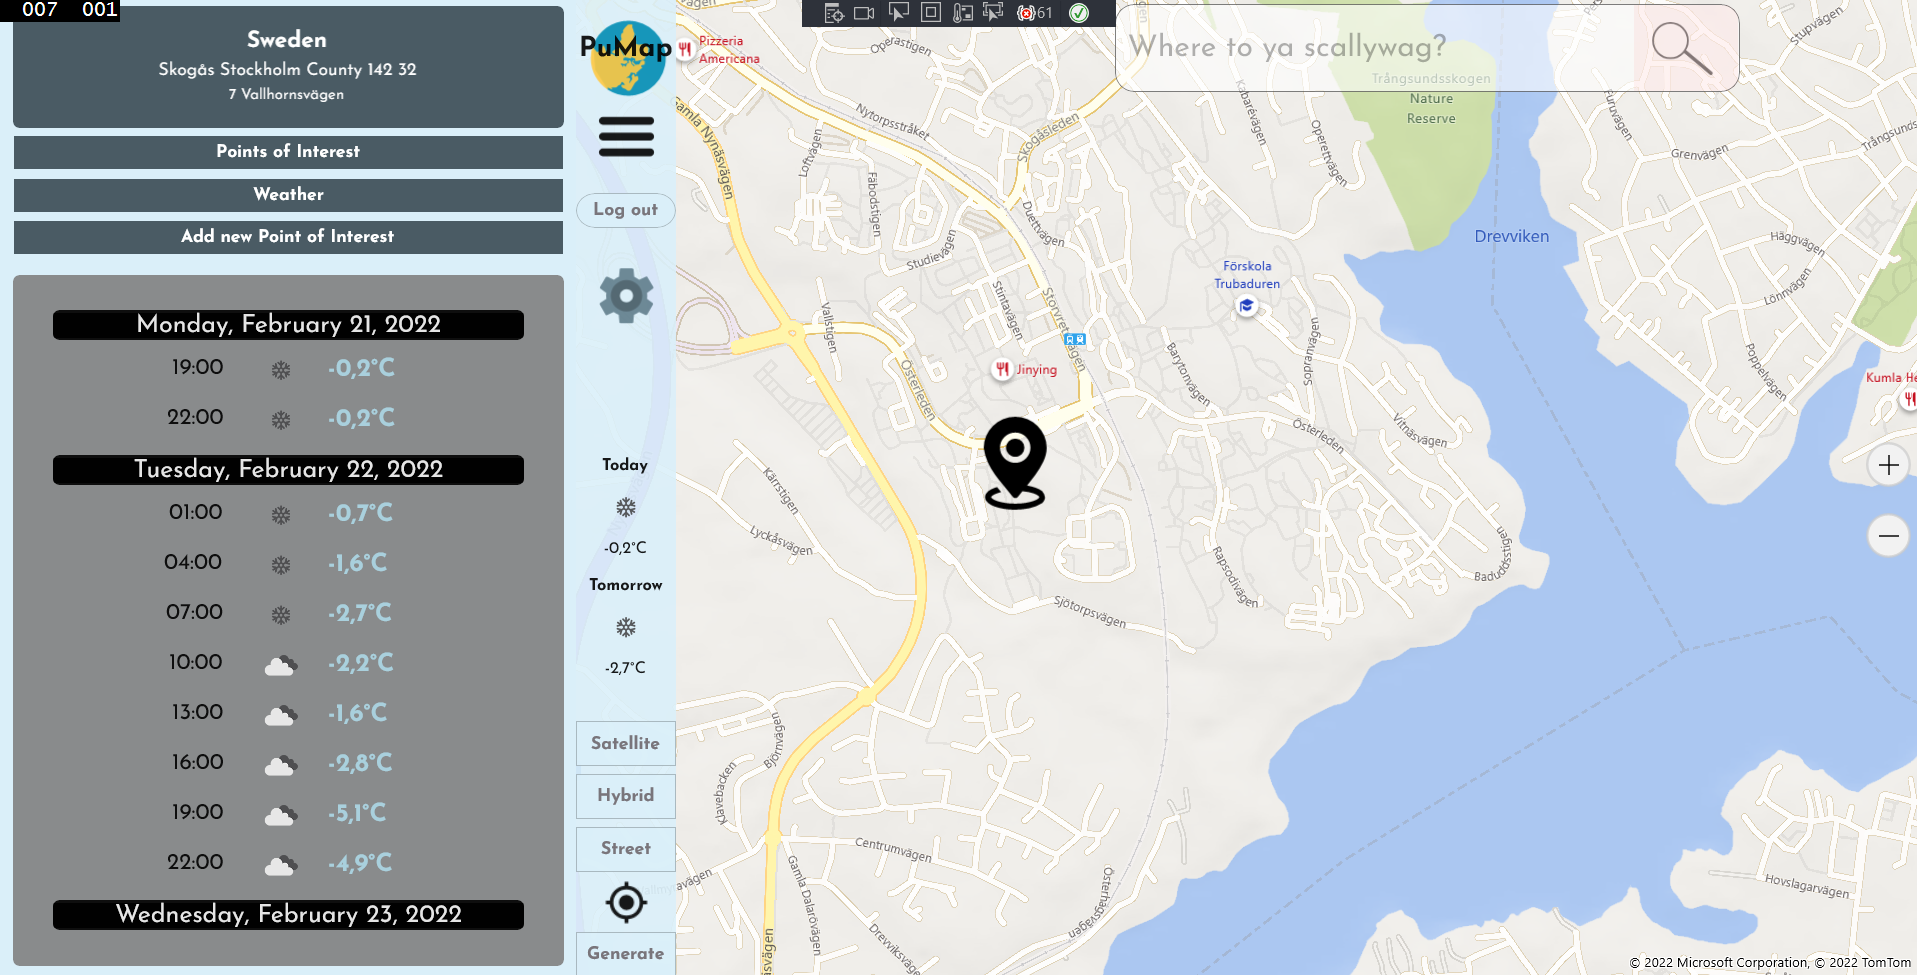 007 001
Sweden
Skogås Stockholm County 142 32
7 Vallhornsvägen
Points of Interest
Weather
Add new Point of Interest
Monday, February 21, 2022
19:00 -0,2°C
22:00 -0,2°C
Tuesday, February 22, 2022
01:00 -0,7°C
04:00 -1,6°C
07:00 -2,7°C
10:00 -2,2°C
13:00 -1,6°C
16:00 -2,8°C
19:00 -5,1°C
22:00 -4,9°C
Wednesday, February 23, 2022
PuMap
Log out
Today
-0,2°C
Tomorrow
-2,7°C
Satellite
Hybrid
Street
Generate
61
Where to ya scallywag?
Pizzeria
Americana
Operastigen
Gamla Nynäsvägen
Nytorpsstråket
Skogåsleden
Loftvägen
Fäbodstigen
Duettvägen
Studievägen
Kabarévägen
Operettvägen
Trångsundsskogen
Nature
Reserve
Stupvägen
Furuvägen
Grenvägen
Trångsunds
Drevviken
Häggvägen
Lönnvägen
Poppelvägen
Kumla He
Förskola
Trubaduren
Stintavägen
Storvretsvägen
Vallstigen
Österleden
Jinying
Barytonvägen
Sopranvägen
Österleden
Vitnäsvägen
Kärrstigen
Lyckåsvägen
Rapsodivägen
Baduddsstigen
Sjötorpsvägen
Björnvägen
Klavebacken
Centrumvägen
Gamla Dalarövägen
Drevviksvägen
Österhagsvägen
Hovslagarvägen
© 2022 Microsoft Corporation, © 2022 TomTom